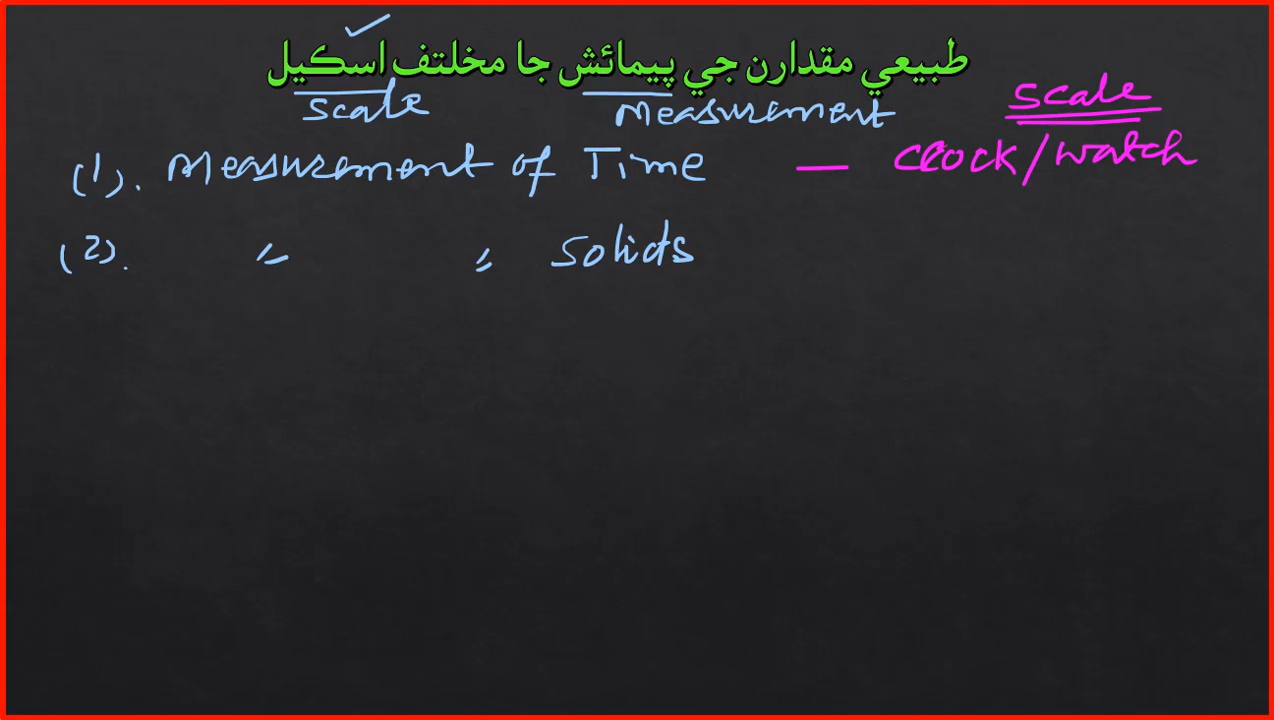 طبيعي مقدارن جي پيمائش جا مختلف اسڪيل
scale measurement scale
(1). measurement of Time — clock/watch
(2). " " solids